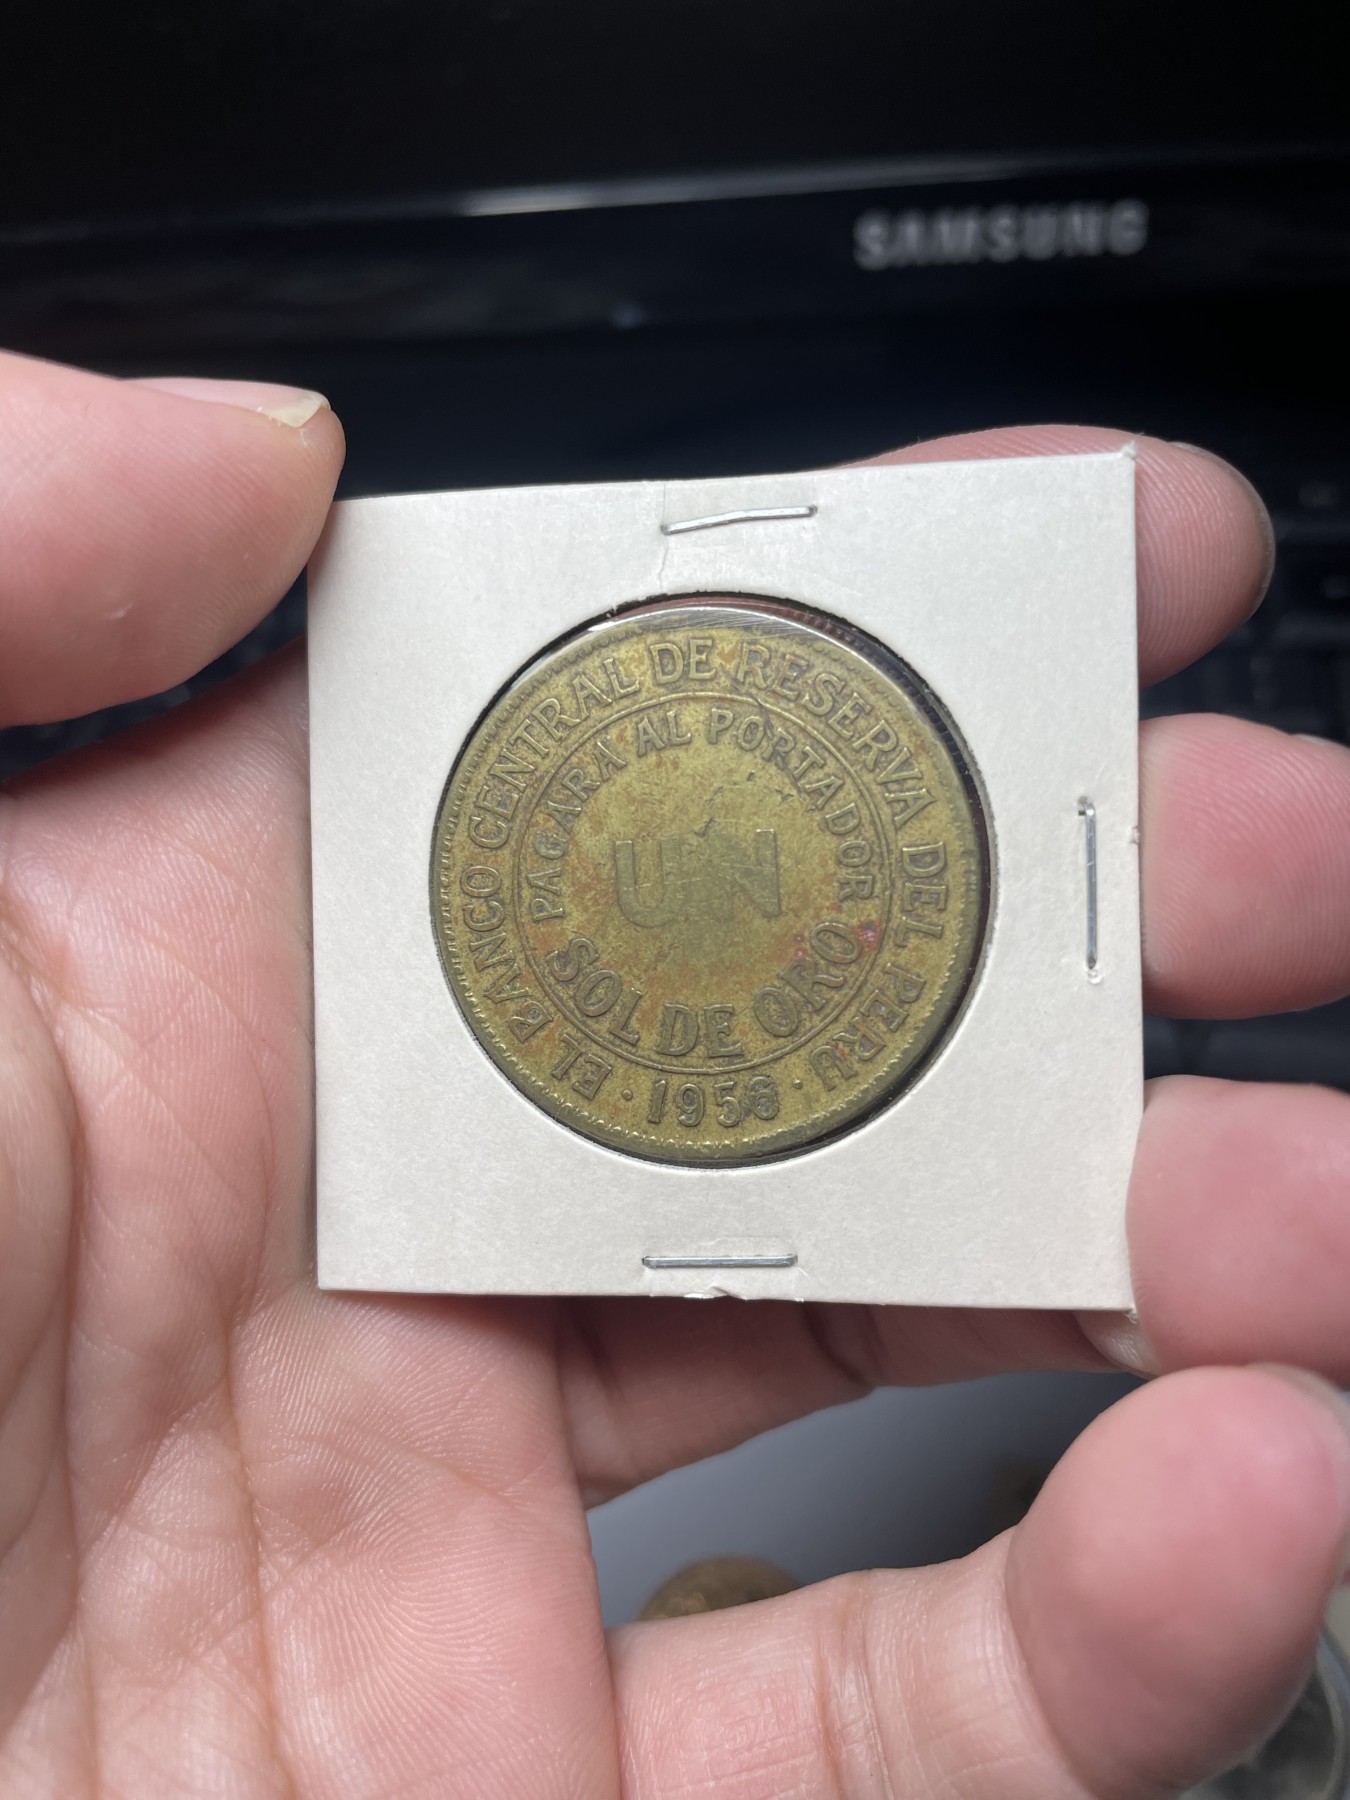 SAMSUNG
EL BANCO CENTRAL DE RESERVA DEL PERU
PAGARA AL PORTADOR
UN
SOL DE ORO
· 1956 ·